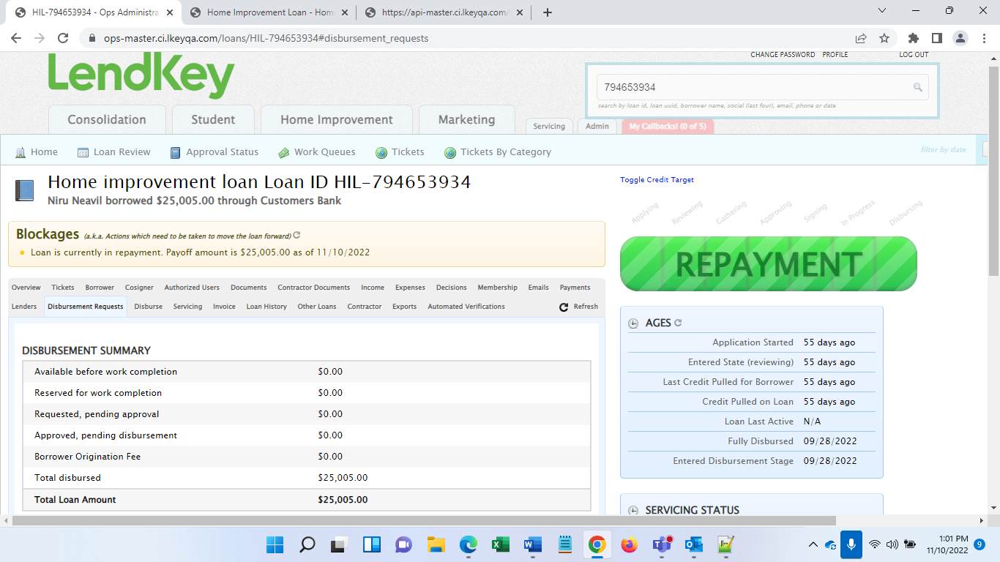 HIL-794653934 - Ops Administra
Home Improvement Loan - Hom
https://api-master.ci.lkeyqa.com/
ops-master.ci.lkeyqa.com/loans/HIL-794653934#disbursement_requests
LendKey
CHANGE PASSWORD PROFILE LOG OUT
794653934
search by loan id, loan uuid, borrower name, social (last four), email, phone or date
Consolidation Student Home Improvement Marketing Servicing Admin My Callbacks! (0 of 5)
Home Loan Review Approval Status Work Queues Tickets Tickets By Category filter by date
Home improvement loan Loan ID HIL-794653934
Niru Neavil borrowed $25,005.00 through Customers Bank
Toggle Credit Target
Applying Reviewing Gathering Approving Signing In Progress Disbursing
REPAYMENT
Blockages (a.k.a. Actions which need to be taken to move the loan forward)
Loan is currently in repayment. Payoff amount is $25,005.00 as of 11/10/2022
Overview Tickets Borrower Cosigner Authorized Users Documents Contractor Documents Income Expenses Decisions Membership Emails Payments
Lenders Disbursement Requests Disburse Servicing Invoice Loan History Other Loans Contractor Exports Automated Verifications Refresh
DISBURSEMENT SUMMARY
Available before work completion $0.00
Reserved for work completion $0.00
Requested, pending approval $0.00
Approved, pending disbursement $0.00
Borrower Origination Fee $0.00
Total disbursed $25,005.00
Total Loan Amount $25,005.00
AGES
Application Started 55 days ago
Entered State (reviewing) 55 days ago
Last Credit Pulled for Borrower 55 days ago
Credit Pulled on Loan 55 days ago
Loan Last Active N/A
Fully Disbursed 09/28/2022
Entered Disbursement Stage 09/28/2022
SERVICING STATUS
1:01 PM
11/10/2022
9